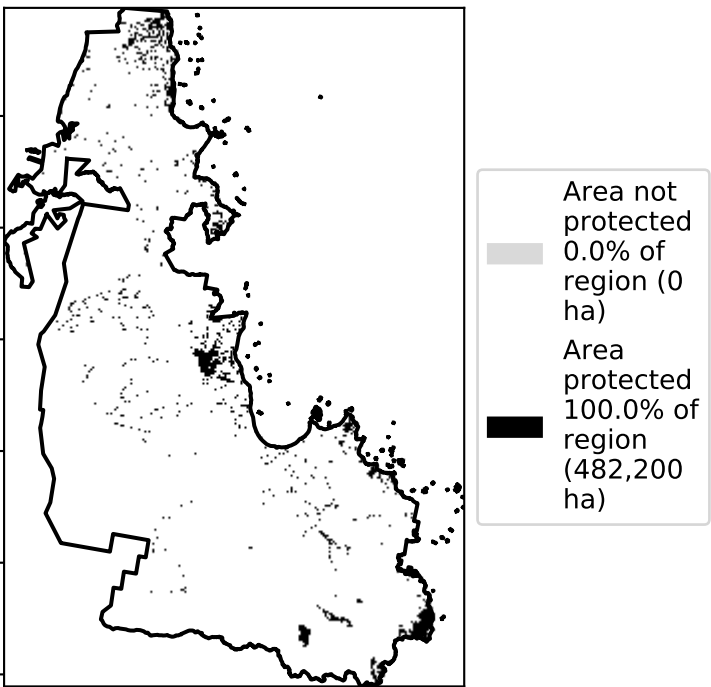 Area not
protected
0.0% of
region (0
ha)
Area
protected
100.0% of
region
(482,200
ha)